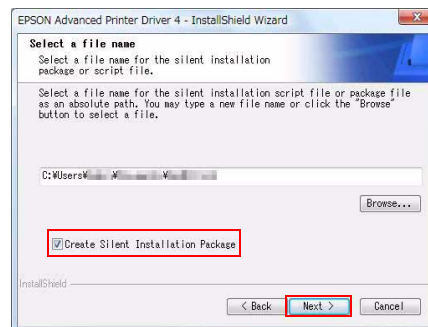 EPSON Advanced Printer Driver 4 - InstallShield Wizard
Select a file name
Select a file name for the silent installation
package or script file.
Select a file name for the silent installation script file or package file
as an absolute path. You may type a new file name or click the "Browse"
button to select a file.
C:¥Users¥ ¥ ¥
Browse...
Create Silent Installation Package
InstallShield
< Back
Next >
Cancel